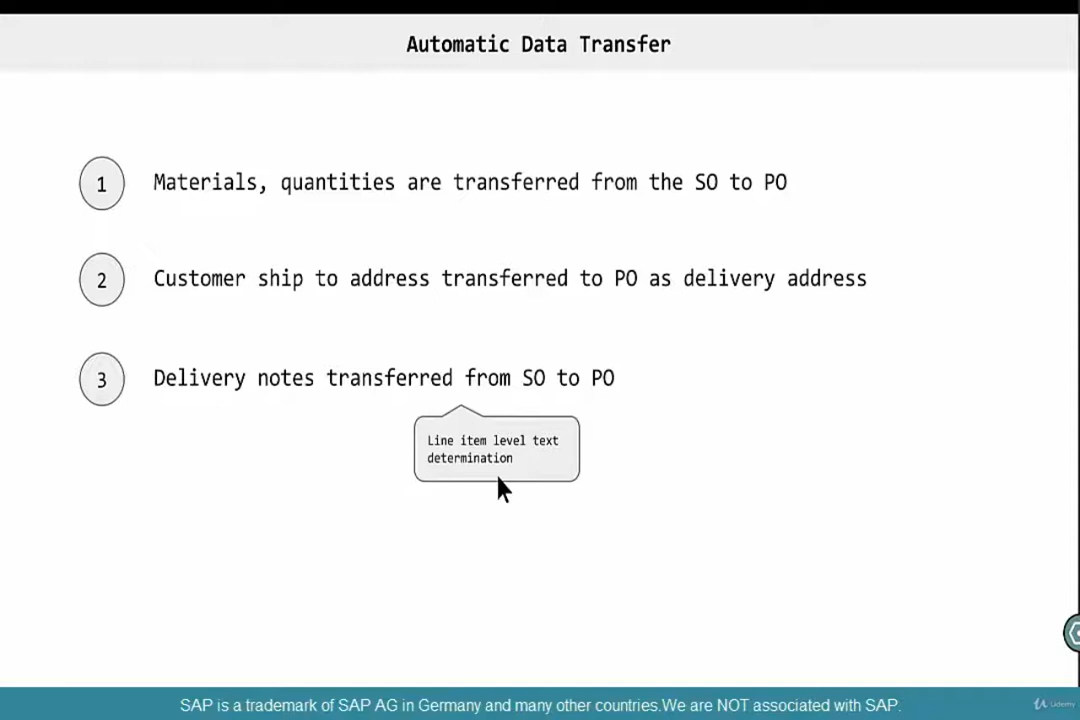 Automatic Data Transfer
1 Materials, quantities are transferred from the SO to PO
2 Customer ship to address transferred to PO as delivery address
3 Delivery notes transferred from SO to PO
Line item level text
determination
SAP is a trademark of SAP AG in Germany and many other countries.We are NOT associated with SAP.
Udemy